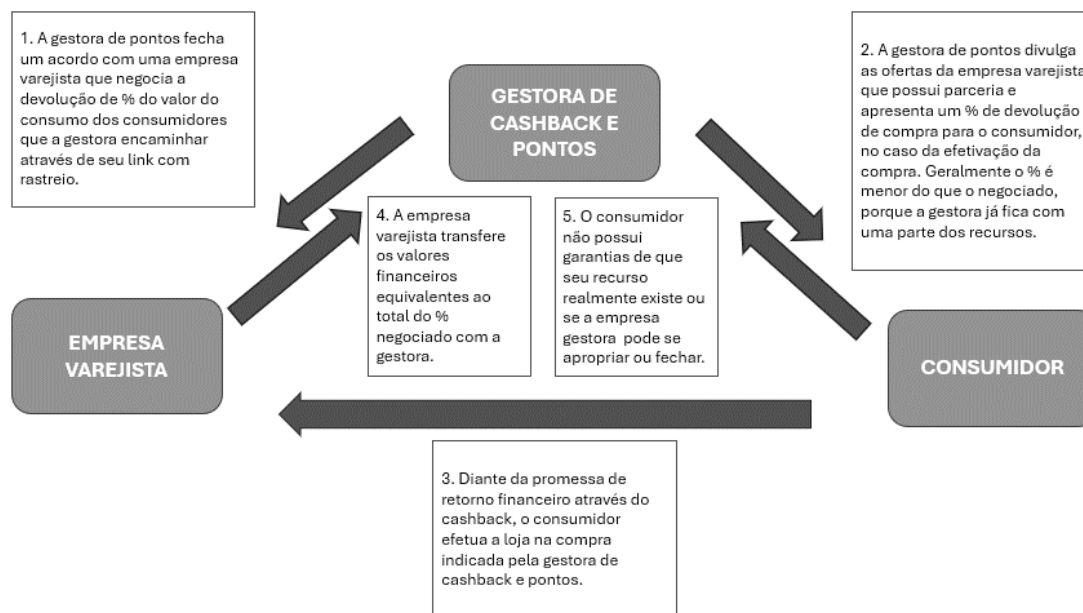 1. A gestora de pontos fecha
um acordo com uma empresa
varejista que negocia a
devolução de % do valor do
consumo dos consumidores
que a gestora encaminhar
através de seu link com
rastreio.
GESTORA DE
CASHBACK E
PONTOS
2. A gestora de pontos divulga
as ofertas da empresa varejista
que possui parceria e
apresenta um % de devolução
de compra para o consumidor,
no caso da efetivação da
compra. Geralmente o % é
menor do que o negociado,
porque a gestora já fica com
uma parte dos recursos.
4. A empresa
varejista transfere
os valores
financeiros
equivalentes ao
total do %
negociado com a
gestora.
5. O consumidor
não possui
garantias de que
seu recurso
realmente existe ou
se a empresa
gestora pode se
apropriar ou fechar.
EMPRESA
VAREJISTA
CONSUMIDOR
3. Diante da promessa de
retorno financeiro através do
cashback, o consumidor
efetua a loja na compra
indicada pela gestora de
cashback e pontos.